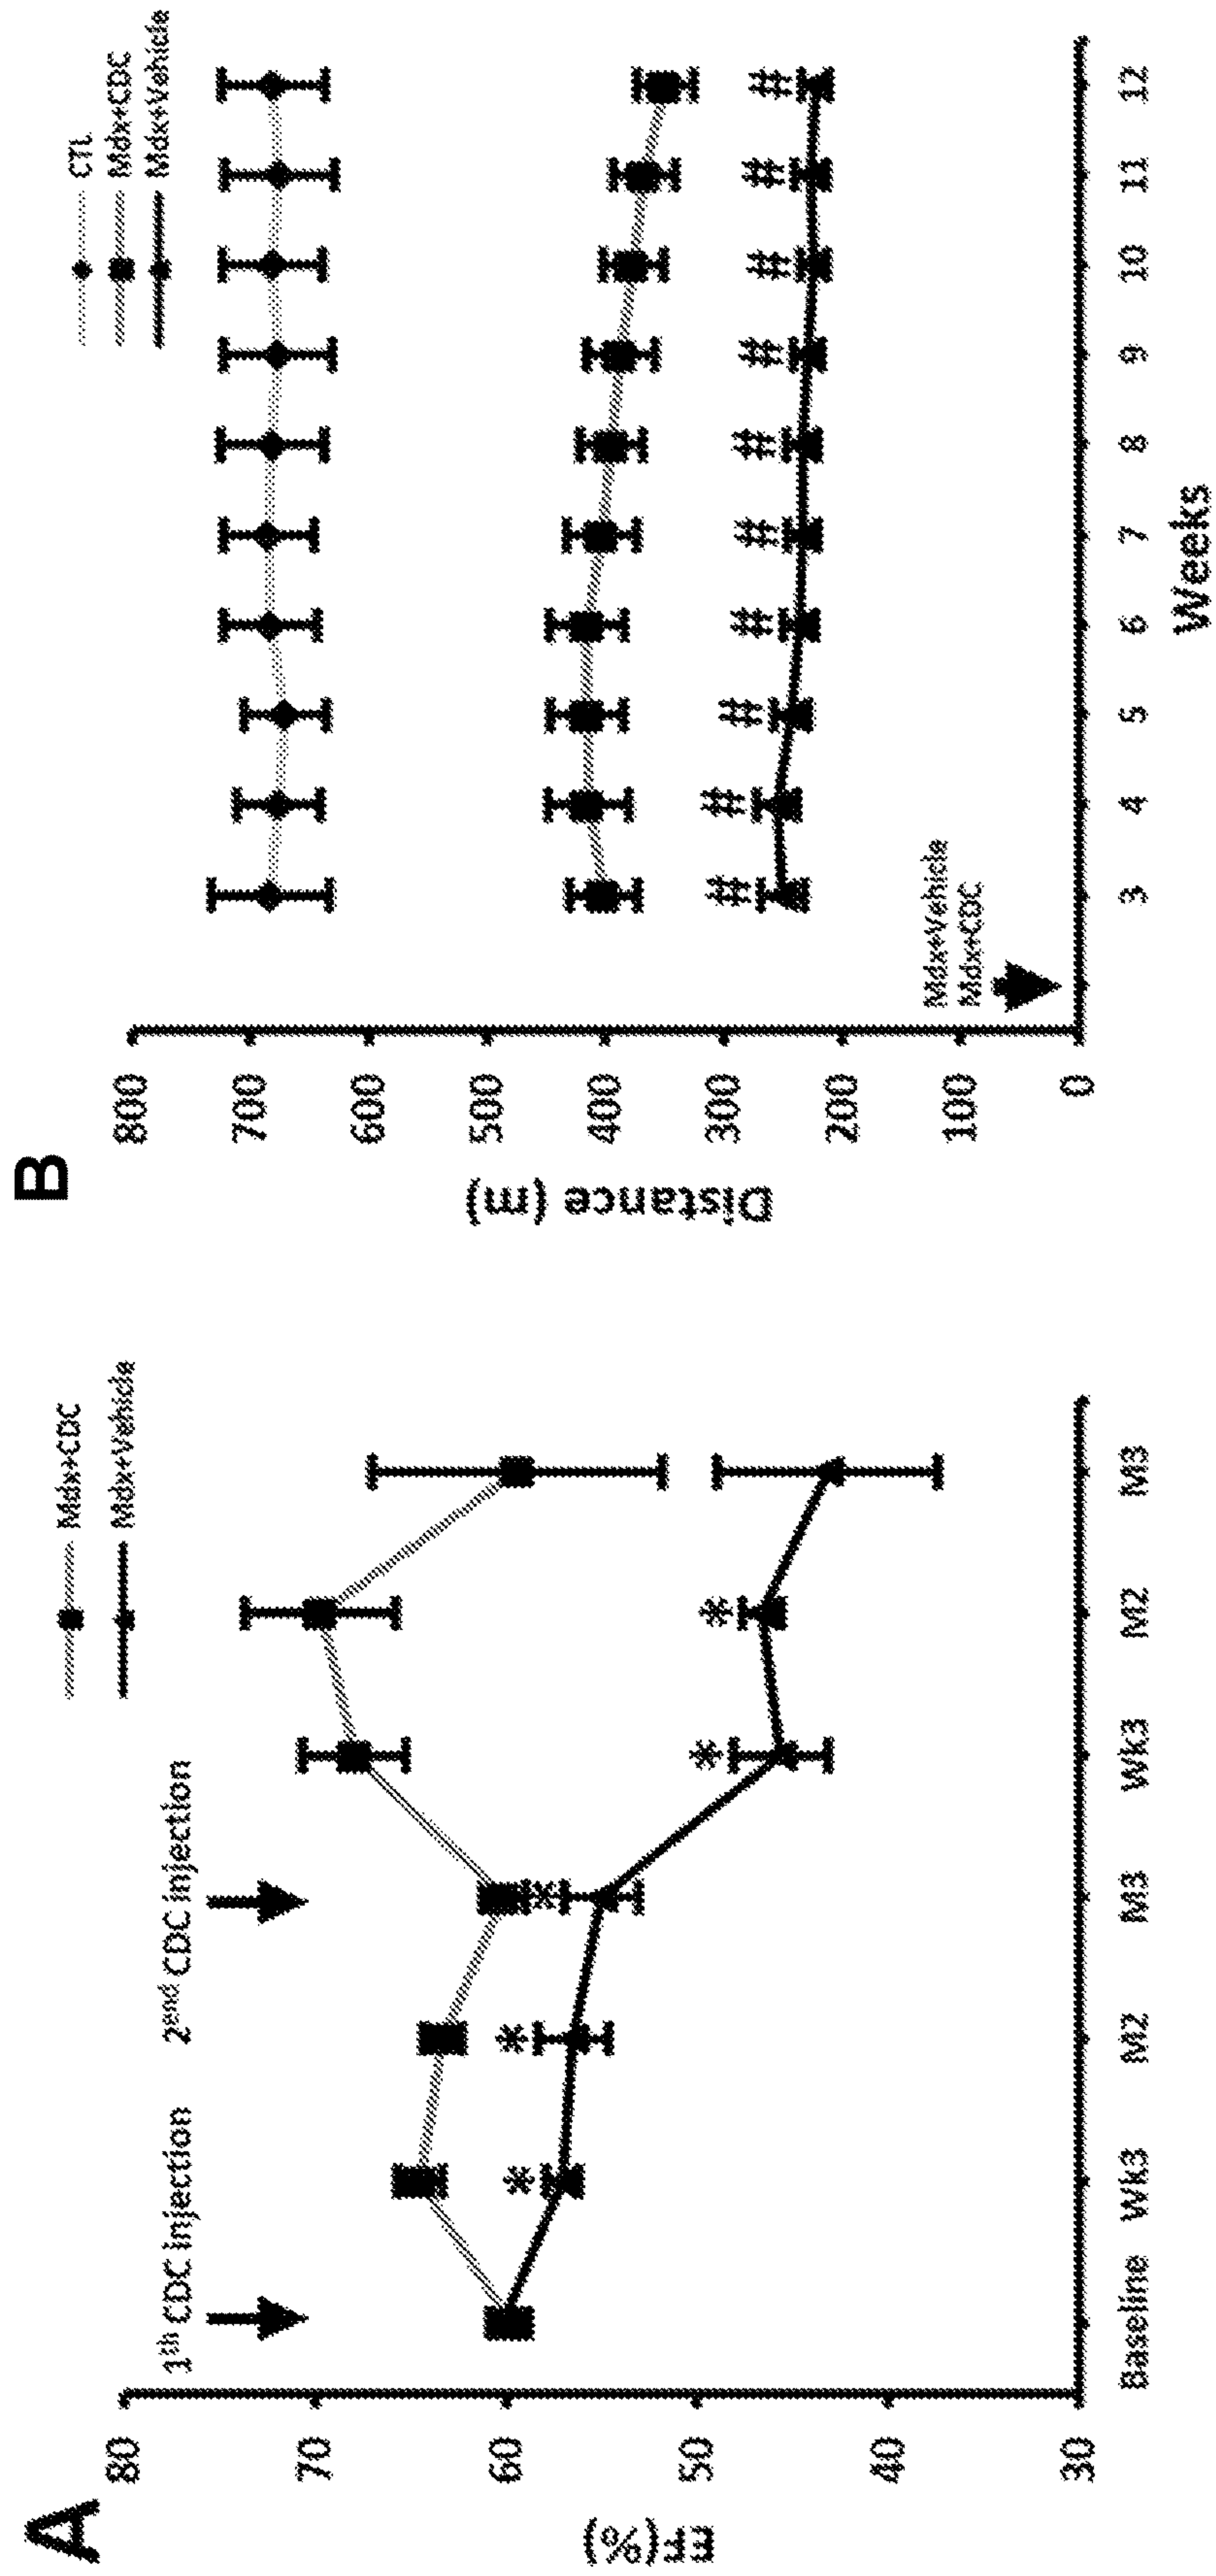 A
Mdx+CDC
Mdx+Vehicle
1th CDC Injection
2end CDC Injection
EF(%)
80
70
60
50
40
30
*
*
*
*
*
Baseline
Wk3
M2
M3
Wk3
M2
M3
B
CTL
Mdx+CDC
Mdx+Vehicle
Distance (m)
800
700
600
500
400
300
200
100
0
# # # # # # # # # #
Mdx+Vehicle
Mdx+CDC
3 4 5 6 7 8 9 10 11 12
Weeks